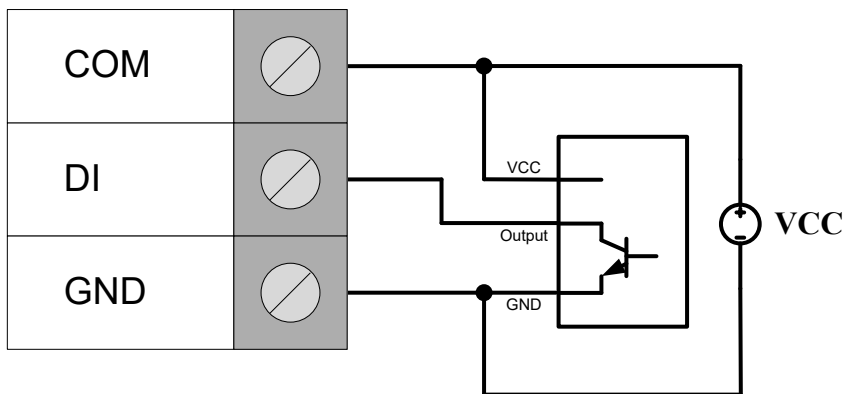 COM
DI
GND
VCC
Output
GND
+
VCC